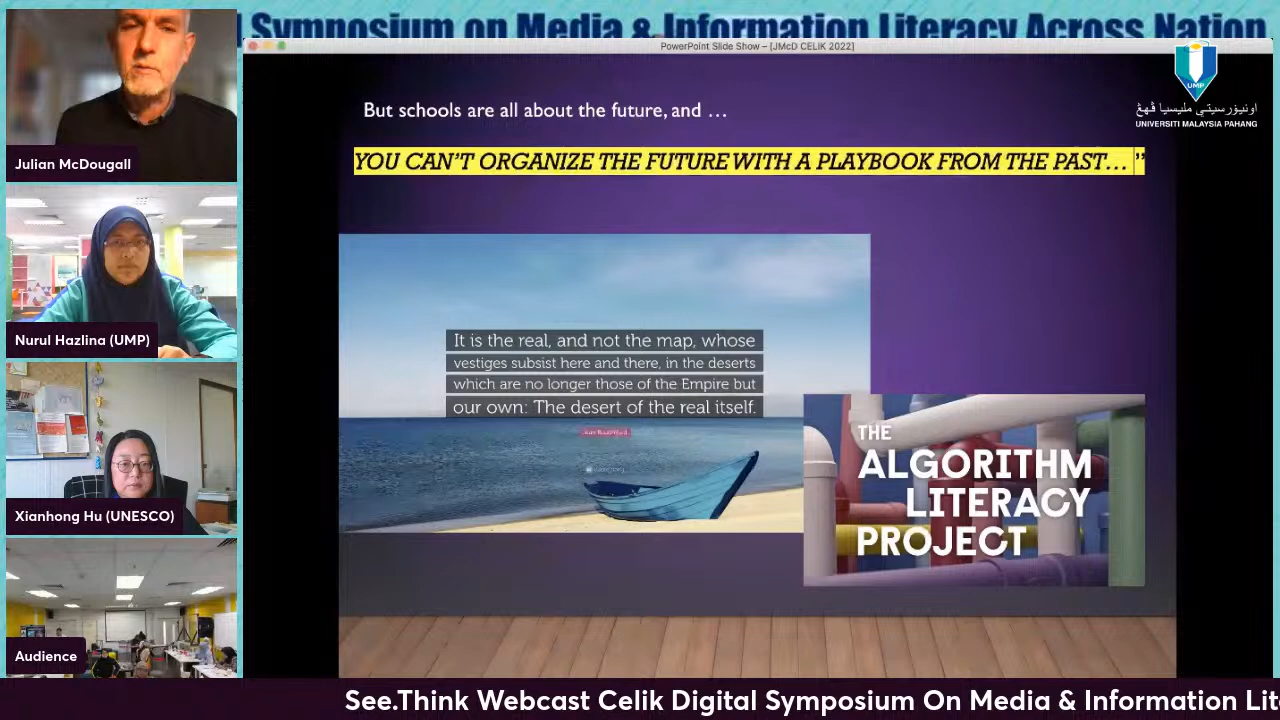 Symposium on Media & Information Literacy Across Nation
PowerPoint Slide Show – [JMcD CELIK 2022]
UMP
اونيۏرسيتي مليسيا ڤهڠ
UNIVERSITI MALAYSIA PAHANG
But schools are all about the future, and …
YOU CAN'T ORGANIZE THE FUTURE WITH A PLAYBOOK FROM THE PAST… ”
It is the real, and not the map, whose
vestiges subsist here and there, in the deserts
which are no longer those of the Empire but
our own: The desert of the real itself.
THE
ALGORITHM
LITERACY
PROJECT
Julian McDougall
Nurul Hazlina (UMP)
Xianhong Hu (UNESCO)
Audience
See.Think Webcast Celik Digital Symposium On Media & Information Lit